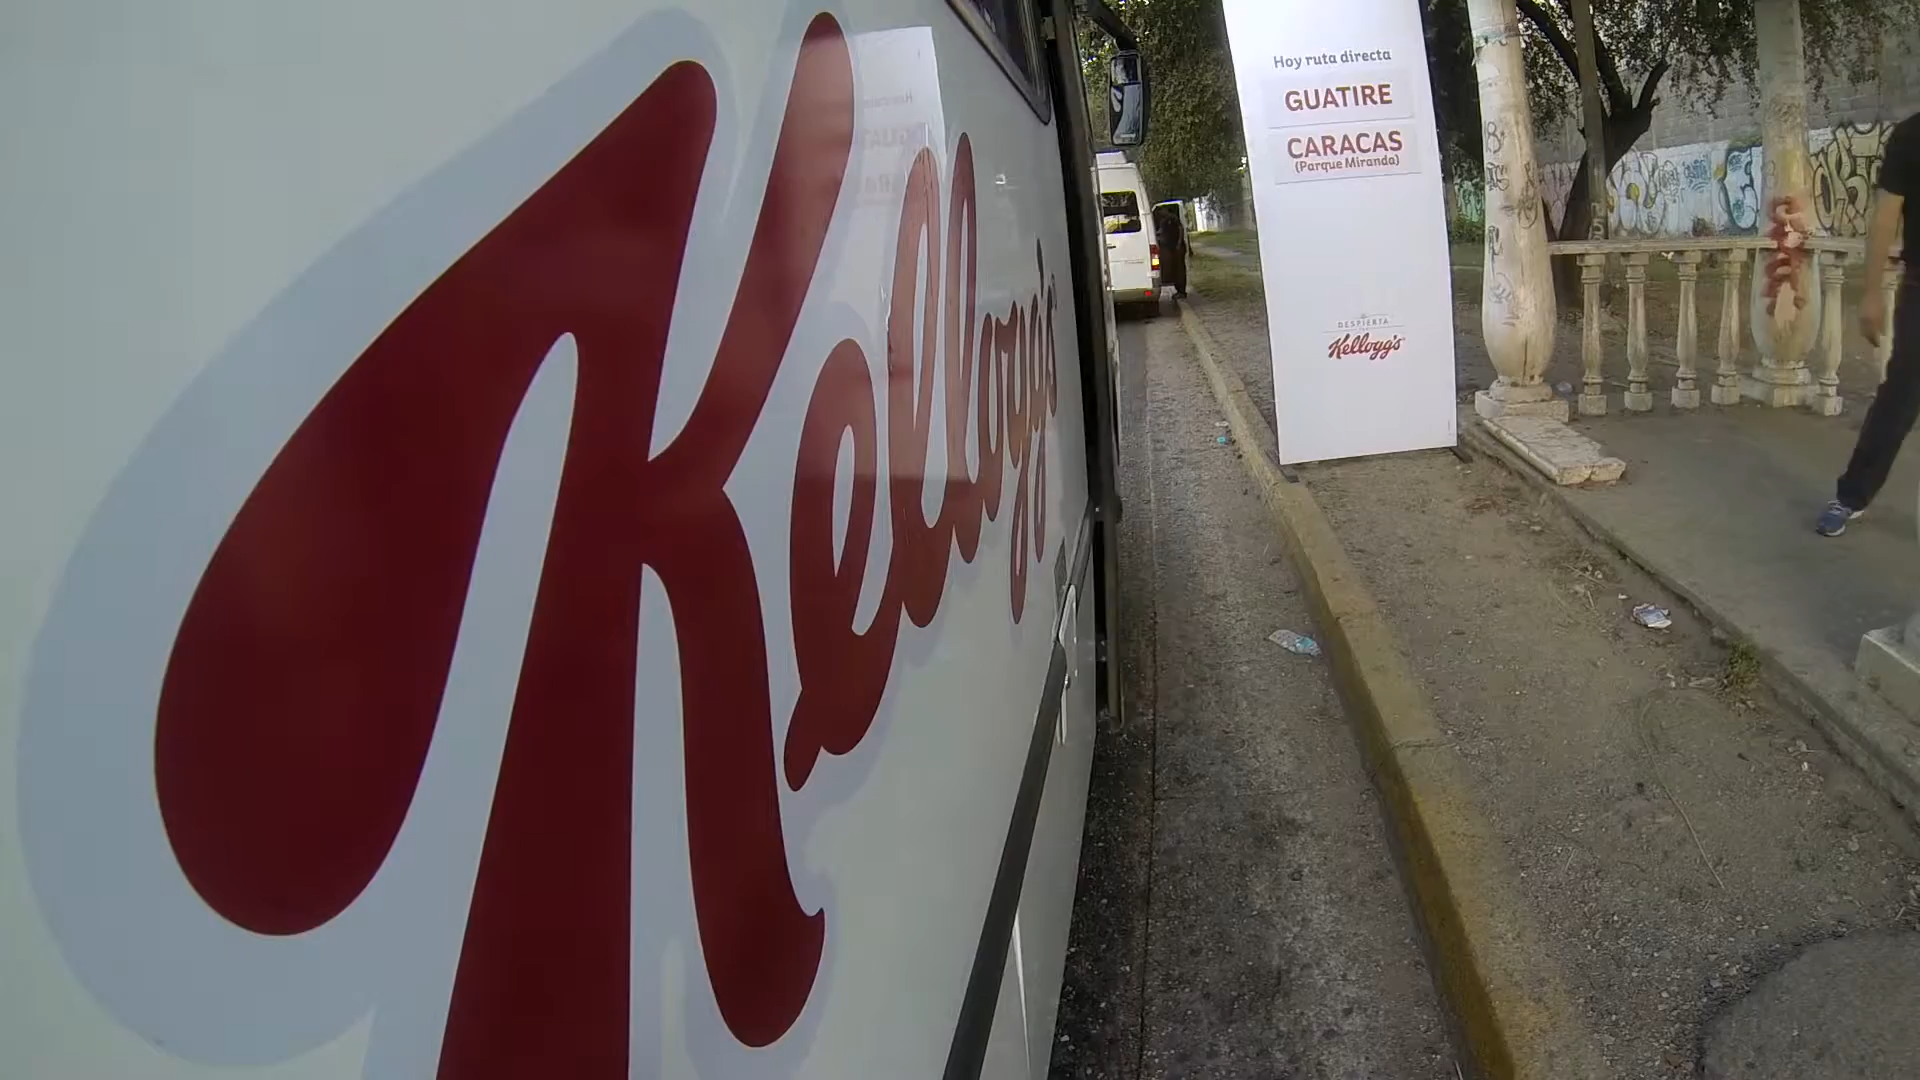 Kellogg's
Hoy ruta directa
GUATIRE
CARACAS
(Parque Miranda)
DESPIERTA
Kellogg's